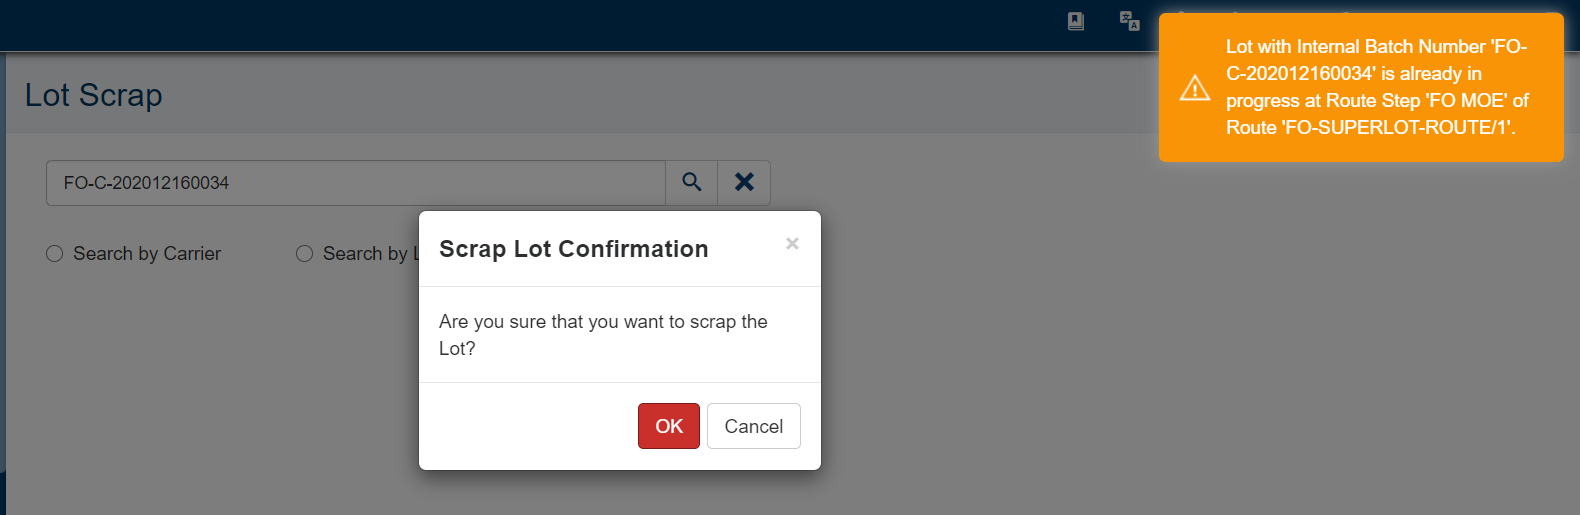 Lot with Internal Batch Number 'FO-
C-202012160034' is already in
progress at Route Step 'FO MOE' of
Route 'FO-SUPERLOT-ROUTE/1'.
Lot Scrap
FO-C-202012160034
Search by Carrier
Search by
Scrap Lot Confirmation
×
Are you sure that you want to scrap the
Lot?
OK
Cancel